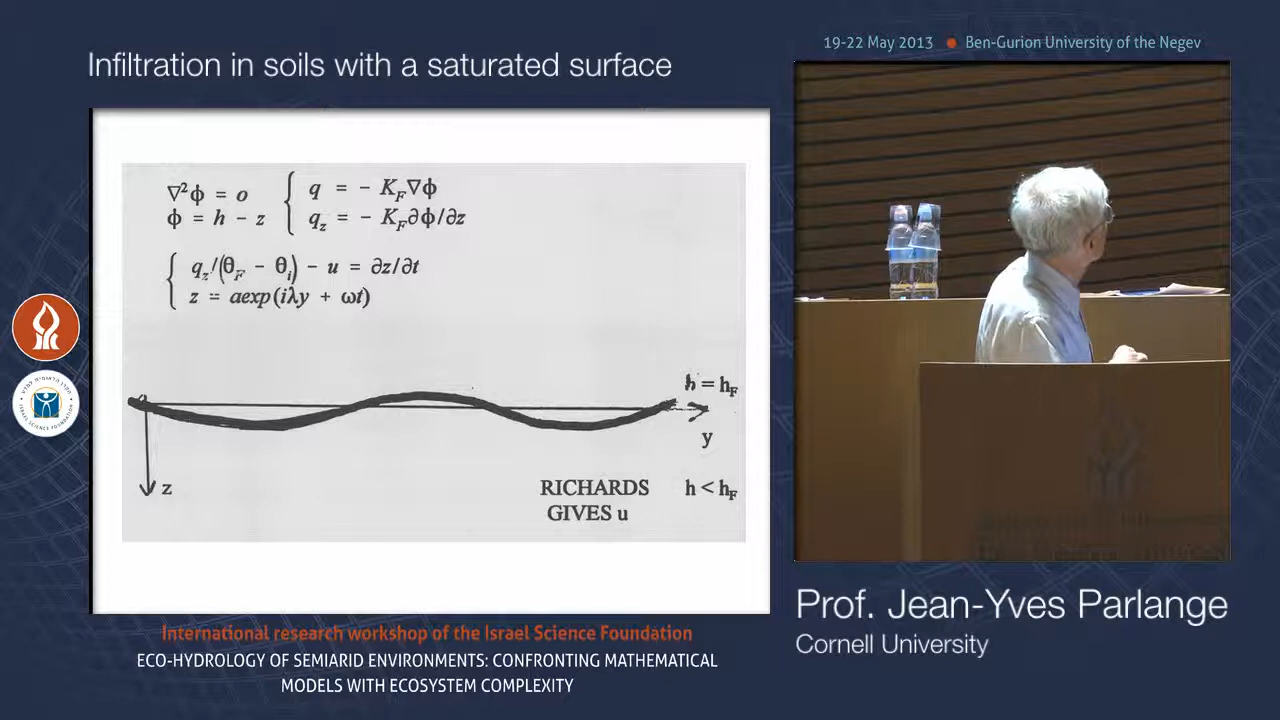 19-22 May 2013 ● Ben-Gurion University of the Negev
Infiltration in soils with a saturated surface
∇²ϕ = o
ϕ = h - z
q = - K_F∇ϕ
q_z = - K_F∂ϕ/∂z
q_z/(θ_F - θ_i) - u = ∂z/∂t
z = aexp(iλy + ωt)
h = h_F
y
z
RICHARDS h < h_F
GIVES u
Prof. Jean-Yves Parlange
Cornell University
International research workshop of the Israel Science Foundation
ECO-HYDROLOGY OF SEMIARID ENVIRONMENTS: CONFRONTING MATHEMATICAL
MODELS WITH ECOSYSTEM COMPLEXITY